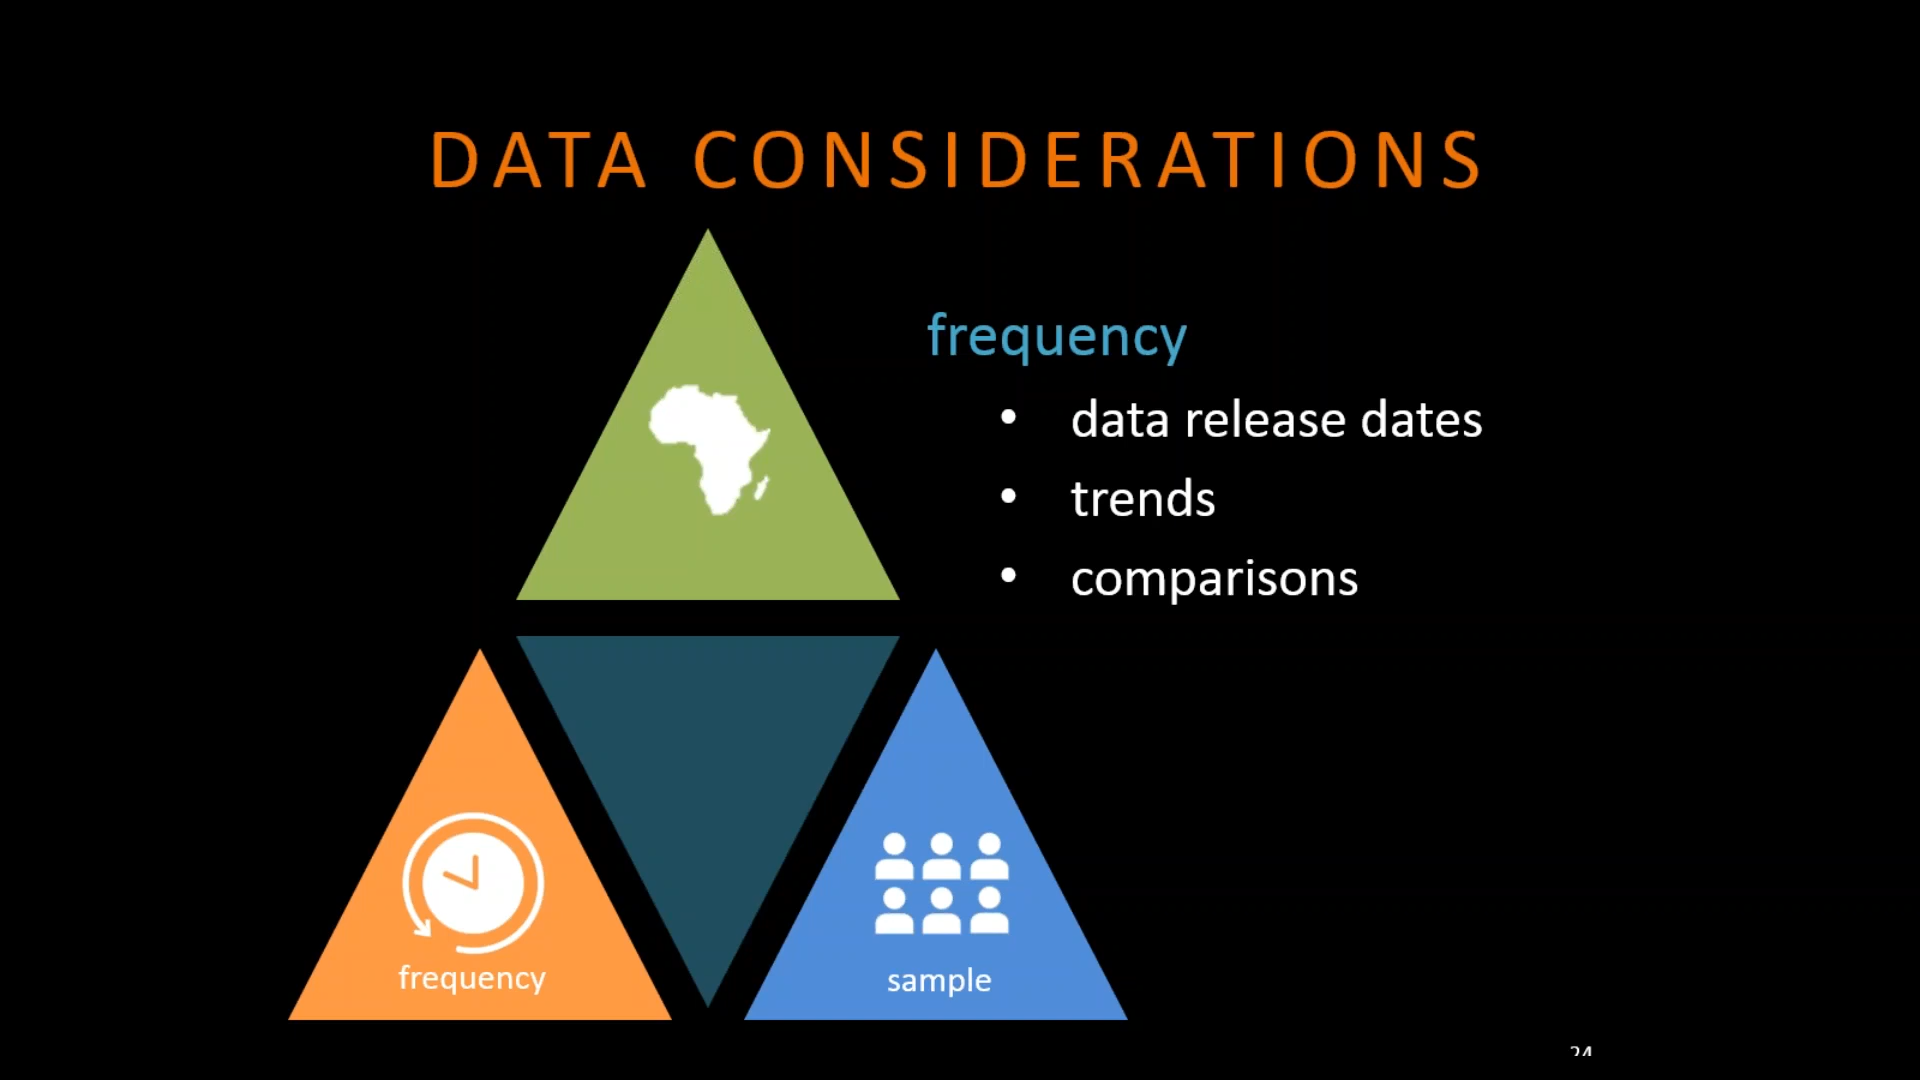 DATA CONSIDERATIONS
frequency
• data release dates
• trends
• comparisons
frequency
sample